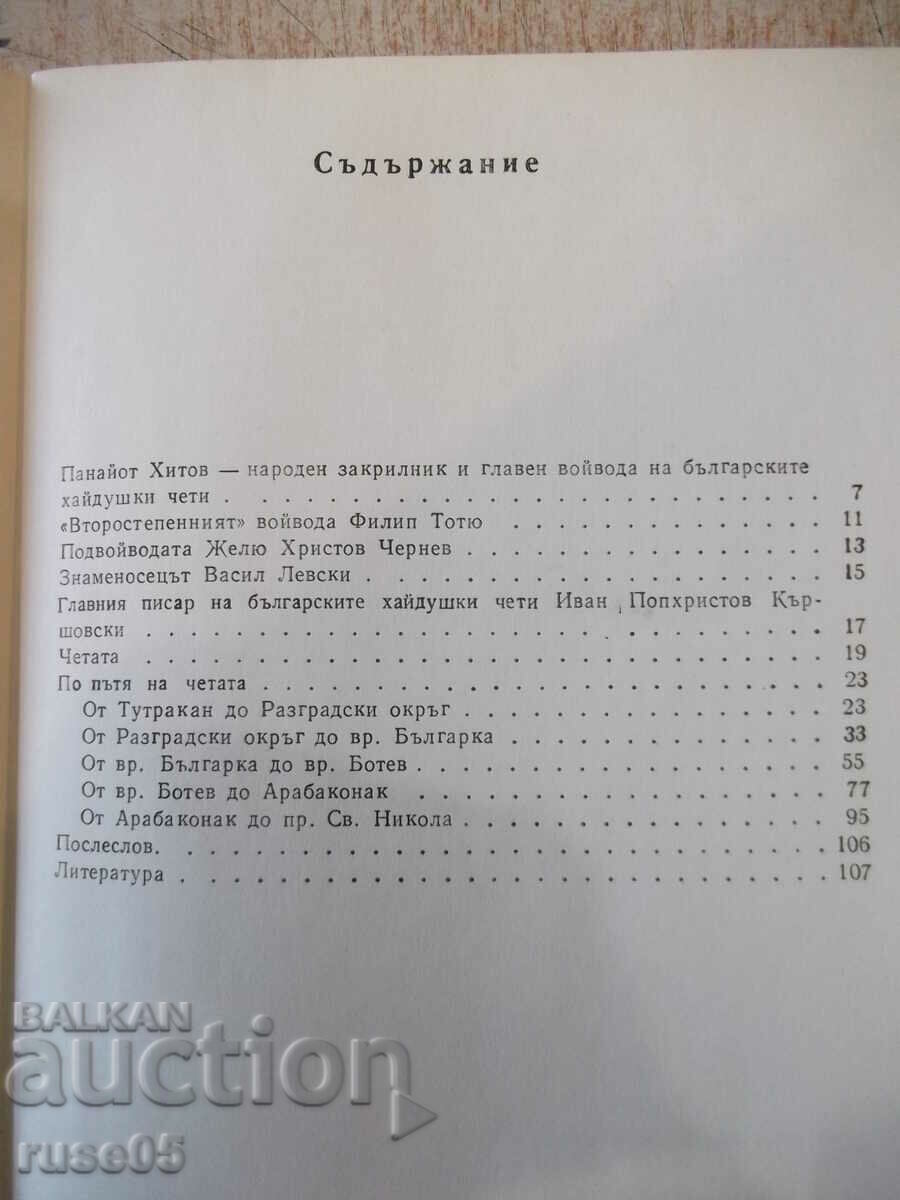 Съдържание
Панайот Хитов — народен закрилник и главен войвода на българските
хайдушки чети . . . . . . . . . . . . . . . . . . . . . . 7
«Второстепенният» войвода Филип Тотю . . . . . . . . . . . . 11
Подвойводата Желю Христов Чернев . . . . . . . . . . . . . . 13
Знаменосецът Васил Левски . . . . . . . . . . . . . . . . . 15
Главния писар на българските хайдушки чети Иван Попхристов Кър-
шовски . . . . . . . . . . . . . . . . . . . . . . . . 17
Четата . . . . . . . . . . . . . . . . . . . . . . . . 19
По пътя на четата . . . . . . . . . . . . . . . . . . . . 23
От Тутракан до Разградски окръг . . . . . . . . . . . . . . 23
От Разградски окръг до вр. Българка . . . . . . . . . . . . 33
От вр. Българка до вр. Ботев . . . . . . . . . . . . . . . 55
От вр. Ботев до Арабаконак . . . . . . . . . . . . . . . . 77
От Арабаконак до пр. Св. Никола . . . . . . . . . . . . . . 95
Послеслов . . . . . . . . . . . . . . . . . . . . . . . 106
Литература . . . . . . . . . . . . . . . . . . . . . . . 107
BALKAN
auction
ruse05